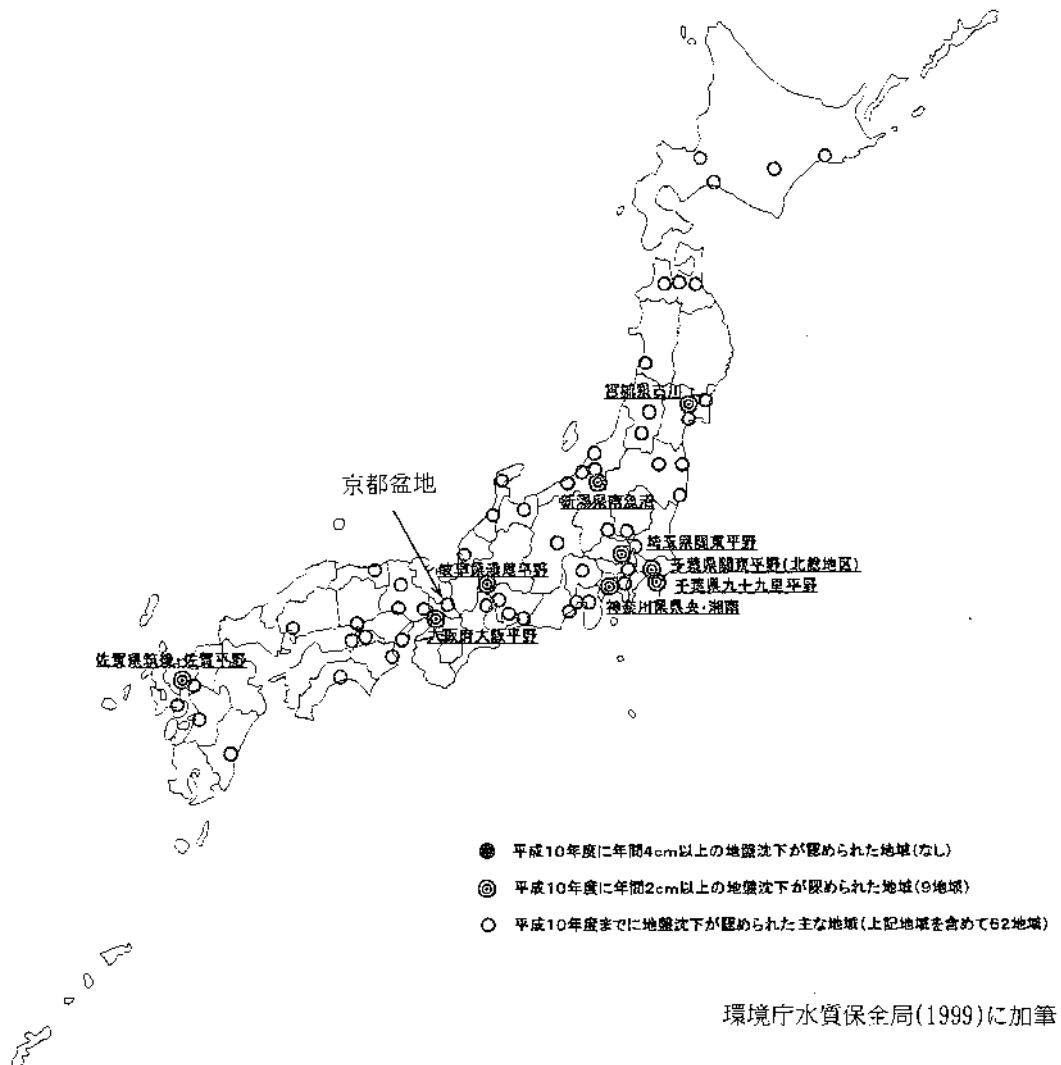 宮城県古川
京都盆地
新潟県南魚沼
埼玉県関東平野
岐阜県濃尾平野
千葉県関東平野(北総地区)
千葉県九十九里平野
神奈川県県央・湘南
大阪府大阪平野
佐賀県筑後・佐賀平野
平成10年度に年間4cm以上の地盤沈下が認められた地域(なし)
平成10年度に年間2cm以上の地盤沈下が認められた地域(9地域)
平成10年度までに地盤沈下が認められた主な地域(上記地域を含めて62地域)
環境庁水質保全局(1999)に加筆